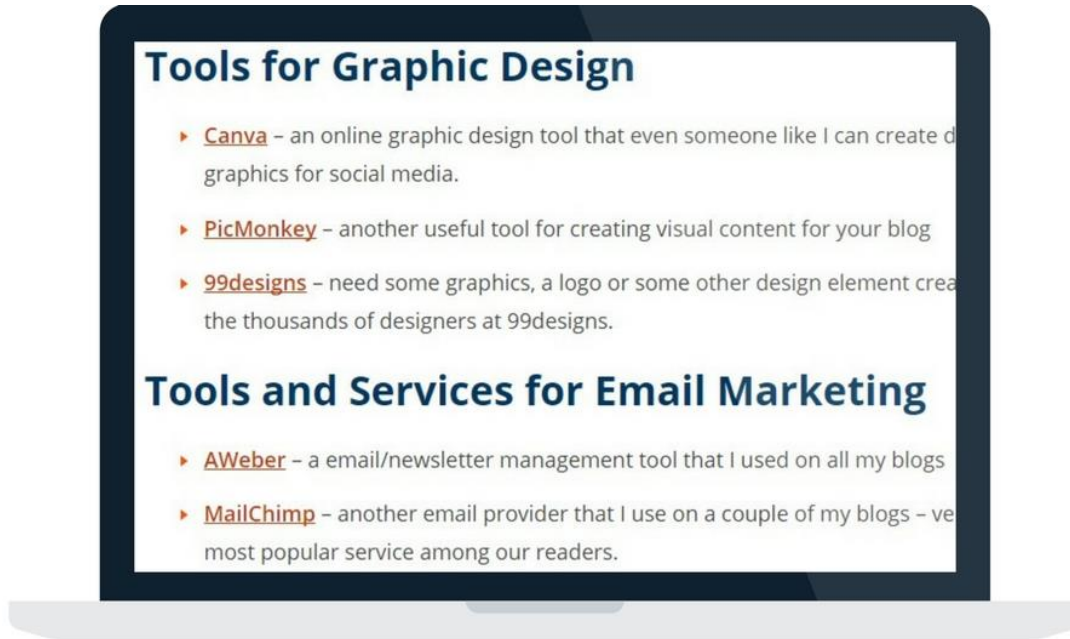 Tools for Graphic Design
Canva – an online graphic design tool that even someone like I can create
graphics for social media.
PicMonkey – another useful tool for creating visual content for your blog
99designs – need some graphics, a logo or some other design element
the thousands of designers at 99designs.
Tools and Services for Email Marketing
AWeber – a email/newsletter management tool that I used on all my blogs
MailChimp – another email provider that I use on a couple of my blogs –
most popular service among our readers.